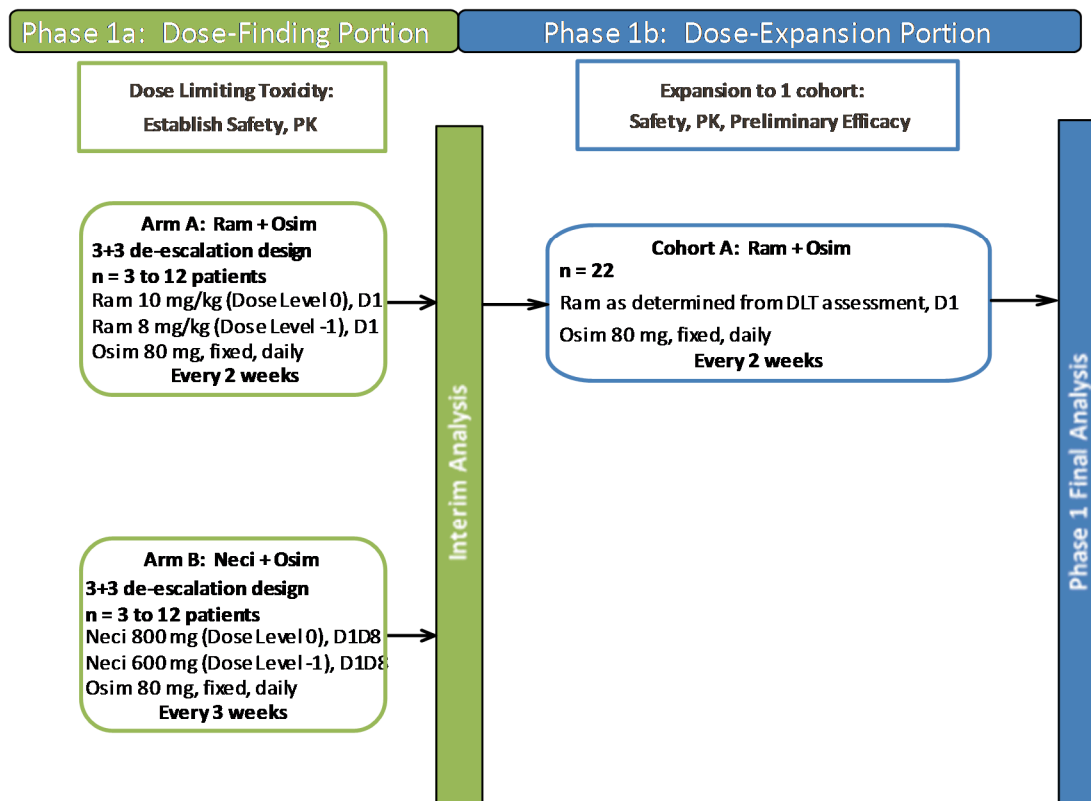 Phase 1a: Dose-Finding Portion
Phase 1b: Dose-Expansion Portion
Dose Limiting Toxicity:
Establish Safety, PK
Expansion to 1 cohort:
Safety, PK, Preliminary Efficacy
Arm A: Ram + Osim
3+3 de-escalation design
n = 3 to 12 patients
Ram 10 mg/kg (Dose Level 0), D1
Ram 8 mg/kg (Dose Level -1), D1
Osim 80 mg, fixed, daily
Every 2 weeks
Interim Analysis
Cohort A: Ram + Osim
n = 22
Ram as determined from DLT assessment, D1
Osim 80 mg, fixed, daily
Every 2 weeks
Phase 1 Final Analysis
Arm B: Neci + Osim
3+3 de-escalation design
n = 3 to 12 patients
Neci 800 mg (Dose Level 0), D1D8
Neci 600 mg (Dose Level -1), D1D8
Osim 80 mg, fixed, daily
Every 3 weeks